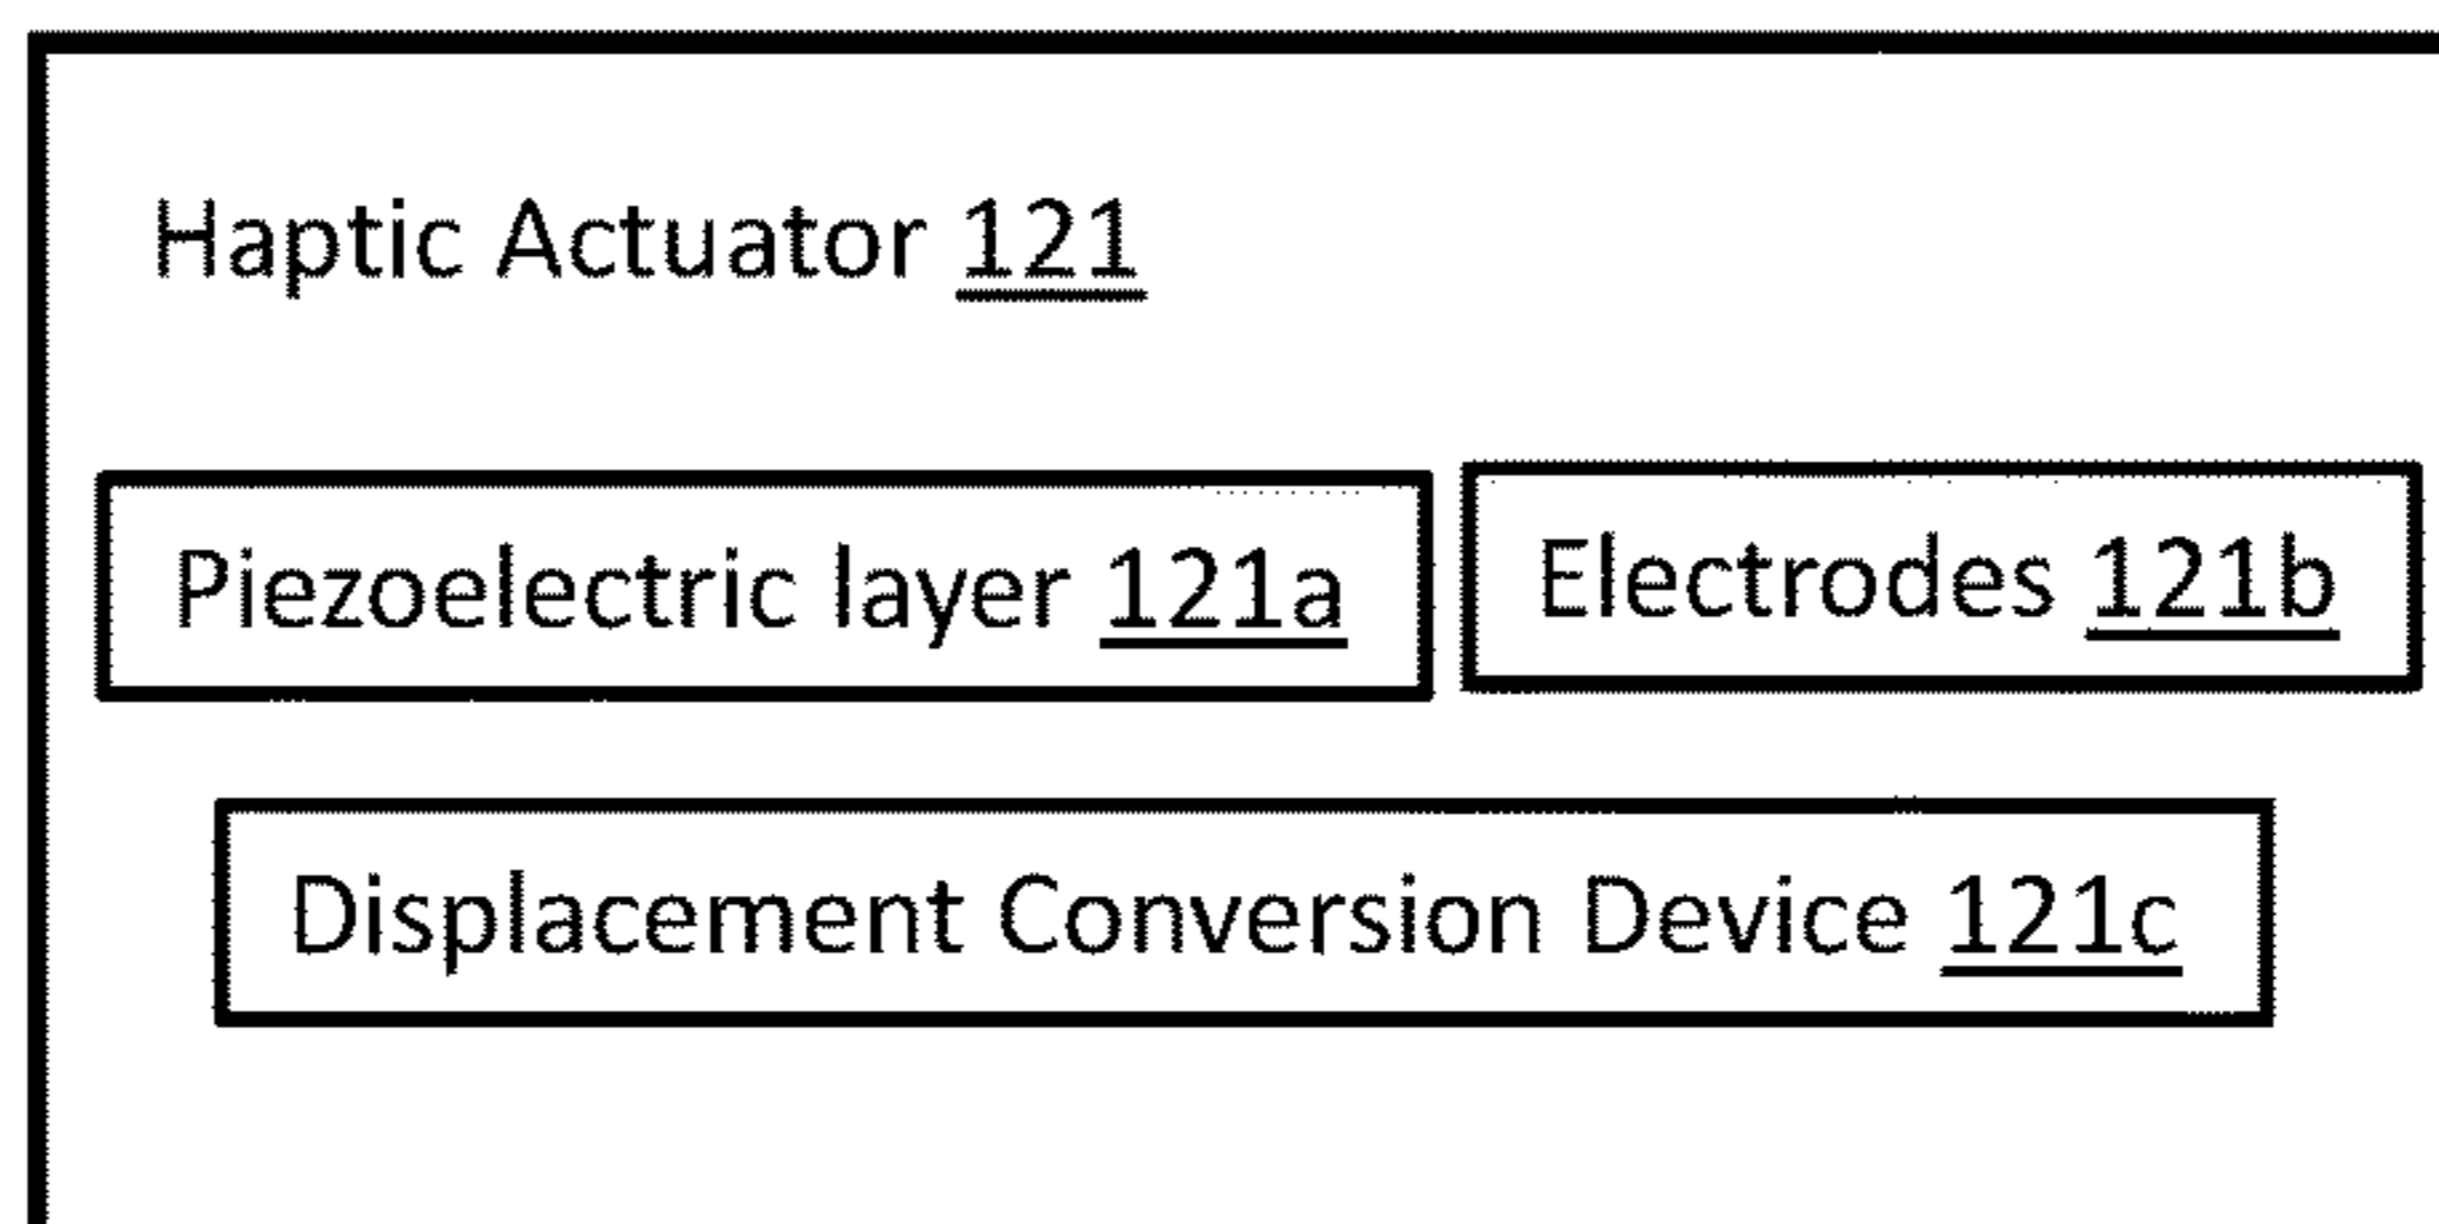 Haptic Actuator 121
Piezoelectric layer 121a
Electrodes 121b
Displacement Conversion Device 121c